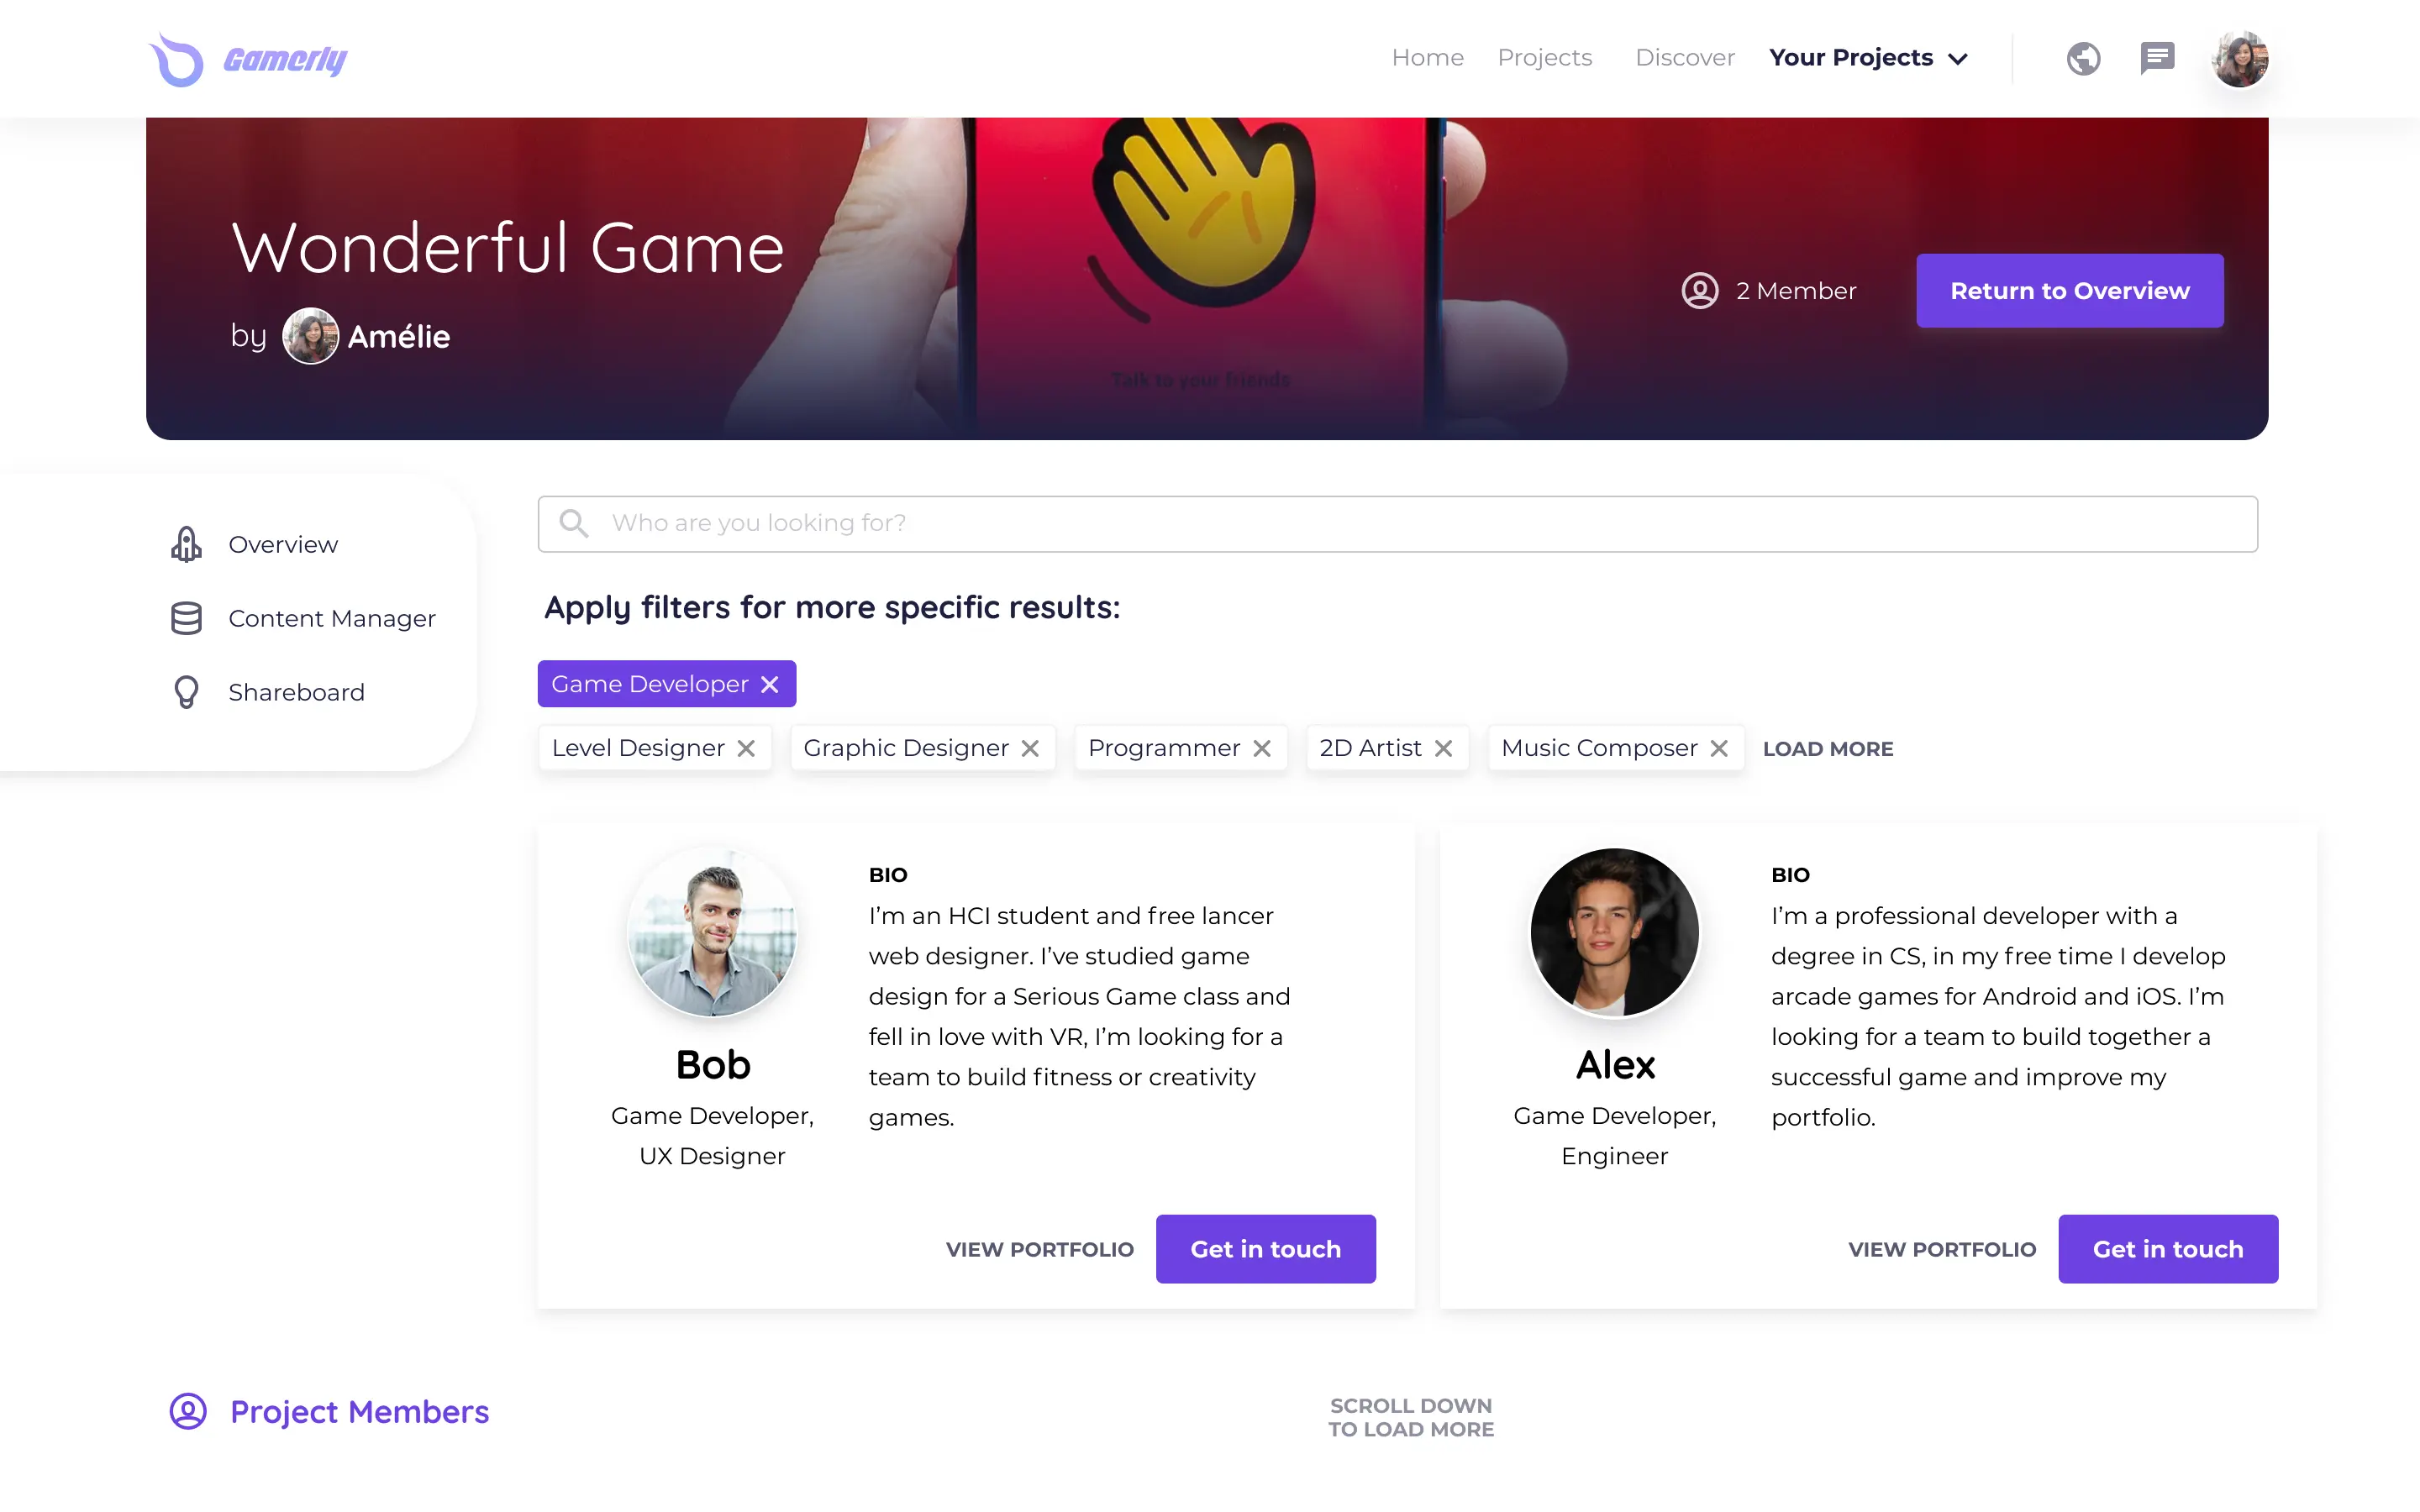 Gamerly
Home Projects Discover Your Projects
Wonderful Game
by Amélie
2 Member
Return to Overview
Talk to your friends
Overview
Content Manager
Shareboard
Who are you looking for?
Apply filters for more specific results:
Game Developer
Level Designer Graphic Designer Programmer 2D Artist Music Composer LOAD MORE
Bob
Game Developer,
UX Designer
BIO
I’m an HCI student and free lancer
web designer. I’ve studied game
design for a Serious Game class and
fell in love with VR, I’m looking for a
team to build fitness or creativity
games.
VIEW PORTFOLIO Get in touch
Alex
Game Developer,
Engineer
BIO
I’m a professional developer with a
degree in CS, in my free time I develop
arcade games for Android and iOS. I’m
looking for a team to build together a
successful game and improve my
portfolio.
VIEW PORTFOLIO Get in touch
Project Members
SCROLL DOWN
TO LOAD MORE